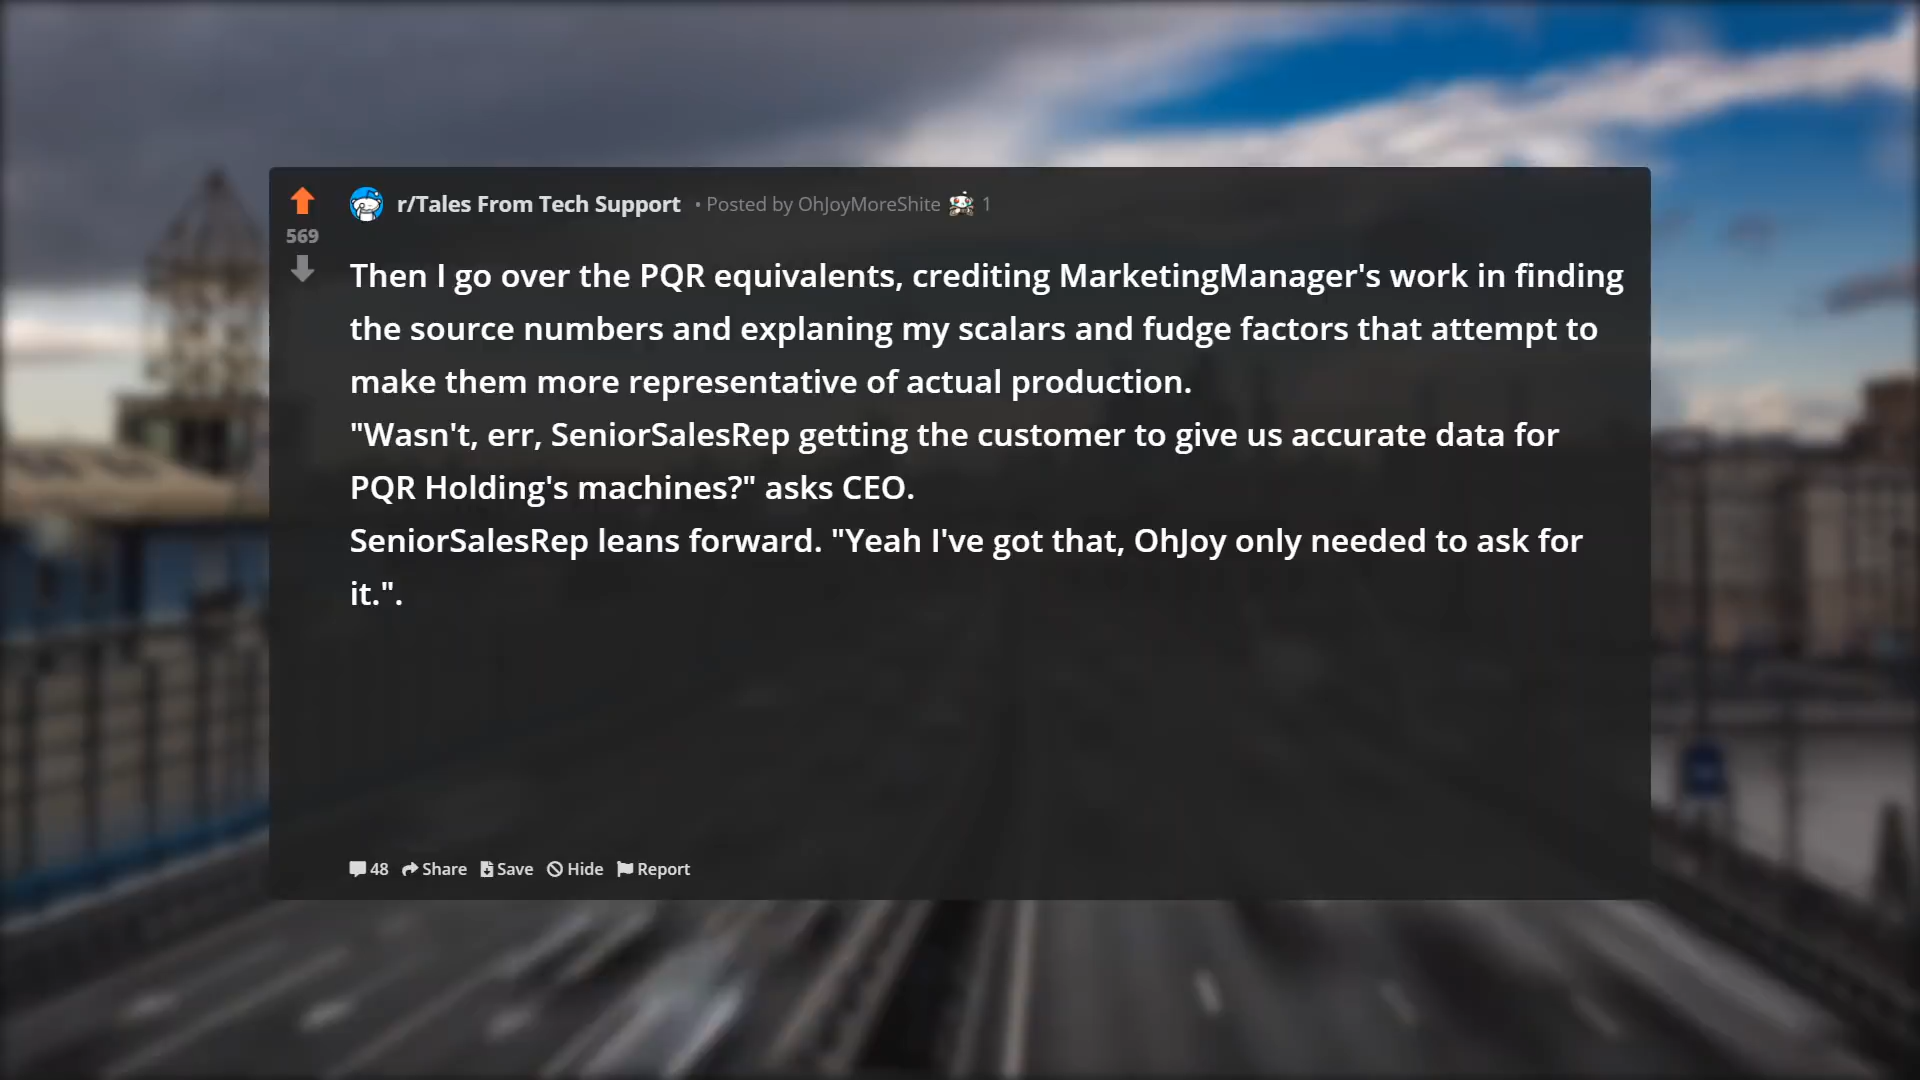 r/Tales From Tech Support • Posted by OhJoyMoreShite 1
569
Then I go over the PQR equivalents, crediting MarketingManager's work in finding
the source numbers and explaning my scalars and fudge factors that attempt to
make them more representative of actual production.
"Wasn't, err, SeniorSalesRep getting the customer to give us accurate data for
PQR Holding's machines?" asks CEO.
SeniorSalesRep leans forward. "Yeah I've got that, OhJoy only needed to ask for
it.".
48 Share Save Hide Report